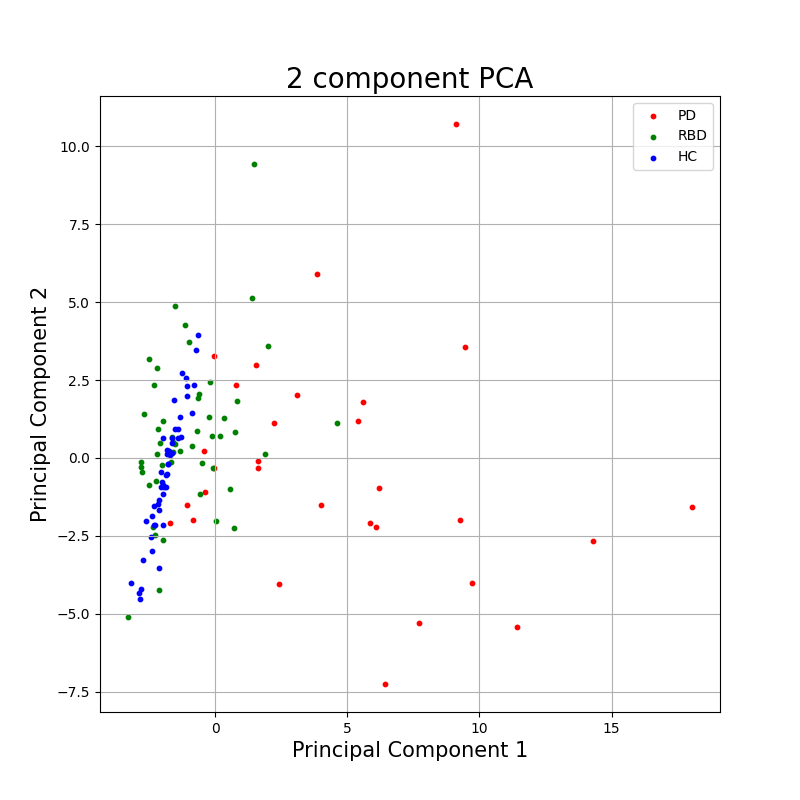 2 component PCA
PD
RBD
HC
10.0
7.5
5.0
2.5
0.0
−2.5
−5.0
−7.5
Principal Component 2
0
5
10
15
Principal Component 1